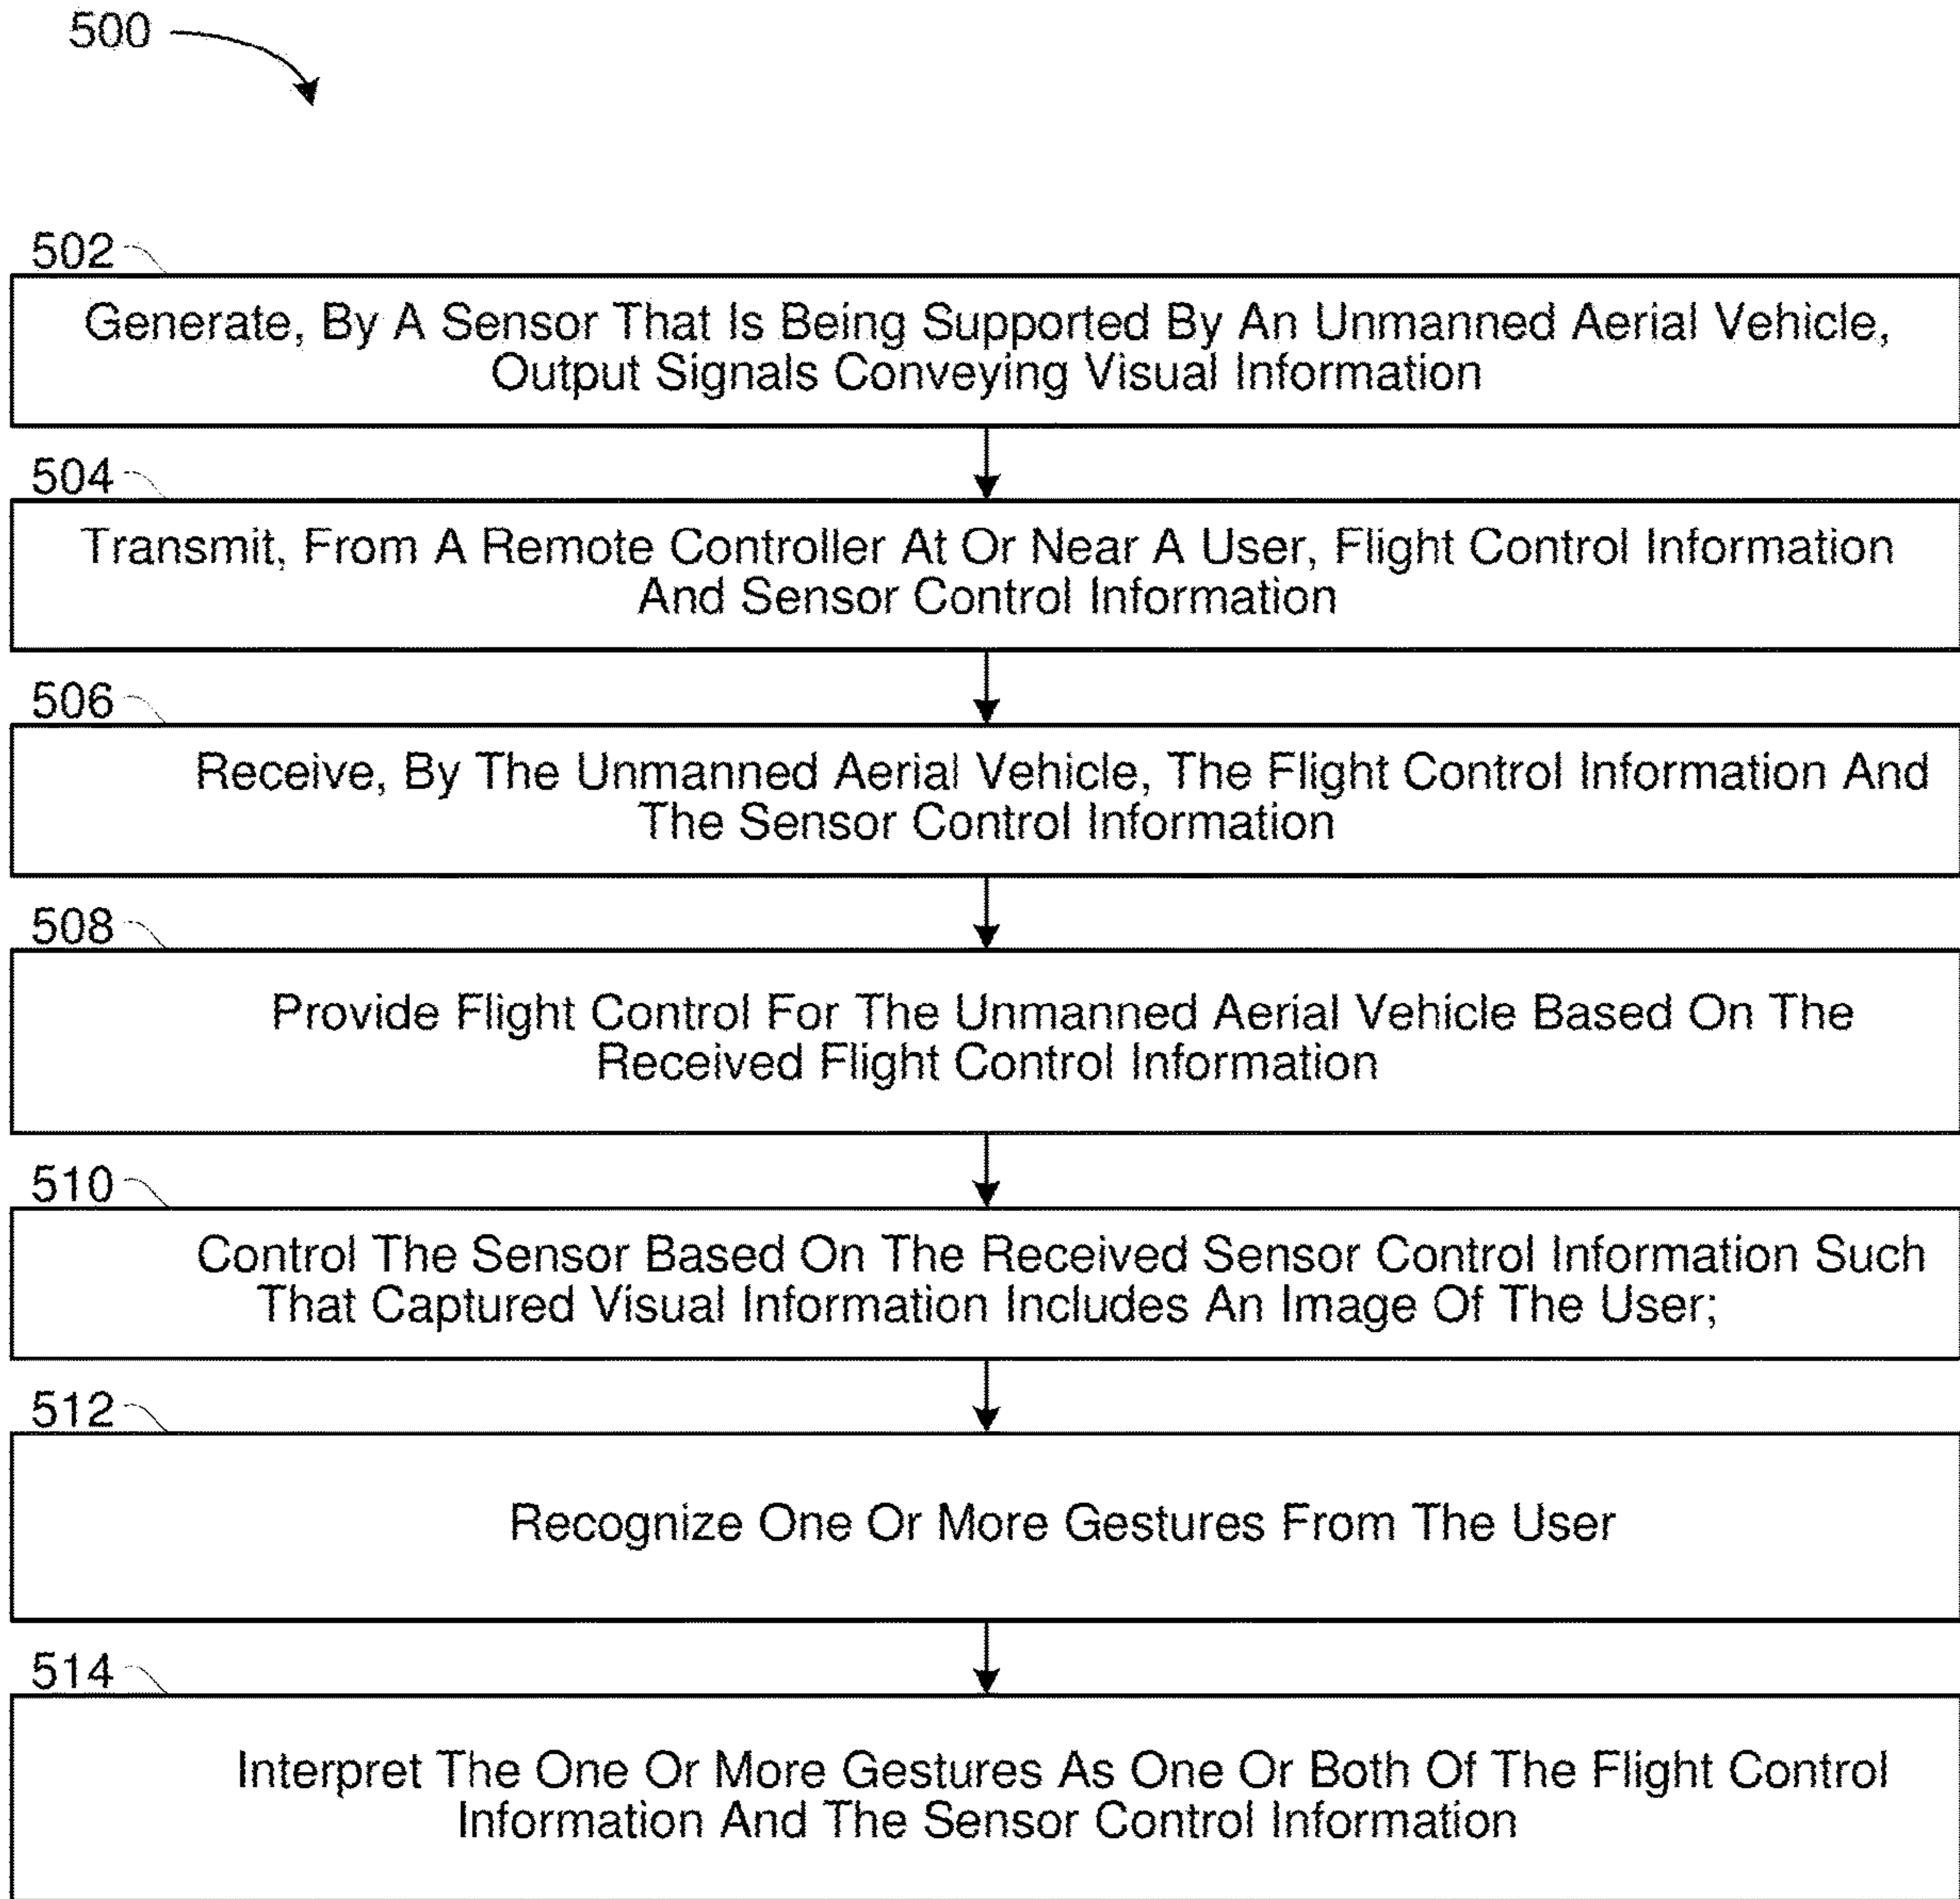 500
502
Generate, By A Sensor That Is Being Supported By An Unmanned Aerial Vehicle,
Output Signals Conveying Visual Information
504
Transmit, From A Remote Controller At Or Near A User, Flight Control Information
And Sensor Control Information
506
Receive, By The Unmanned Aerial Vehicle, The Flight Control Information And
The Sensor Control Information
508
Provide Flight Control For The Unmanned Aerial Vehicle Based On The
Received Flight Control Information
510
Control The Sensor Based On The Received Sensor Control Information Such
That Captured Visual Information Includes An Image Of The User;
512
Recognize One Or More Gestures From The User
514
Interpret The One Or More Gestures As One Or Both Of The Flight Control
Information And The Sensor Control Information